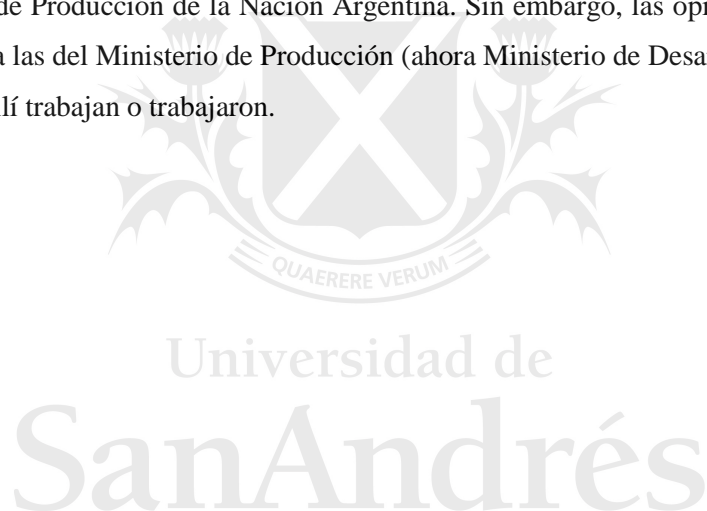 de Producción de la Nación Argentina. Sin embargo, las opi
a las del Ministerio de Producción (ahora Ministerio de Desa
lí trabajan o trabajaron.
QUAERERE VERUM
Universidad de
SanAndrés